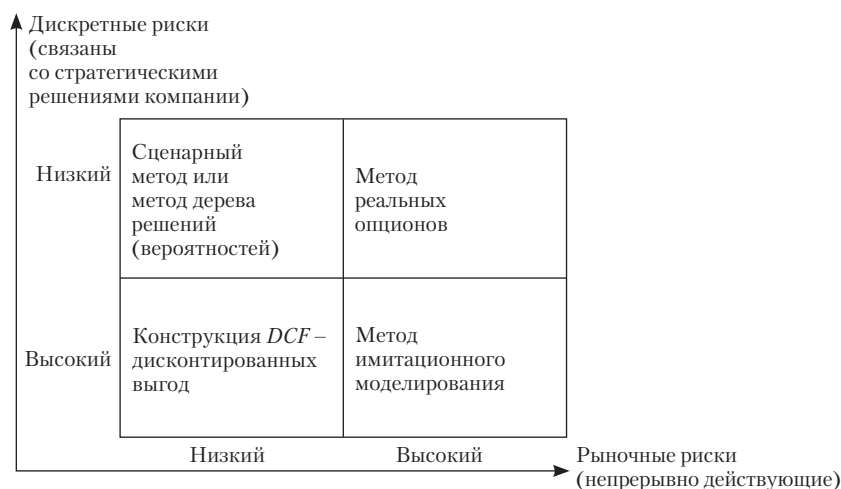 Дискретные риски
(связаны
со стратегическими
решениями компании)
Низкий
Сценарный
метод или
метод дерева
решений
(вероятностей)
Метод
реальных
опционов
Высокий
Конструкция DCF –
дисконтированных
выгод
Метод
имитационного
моделирования
Низкий
Высокий
Рыночные риски
(непрерывно действующие)